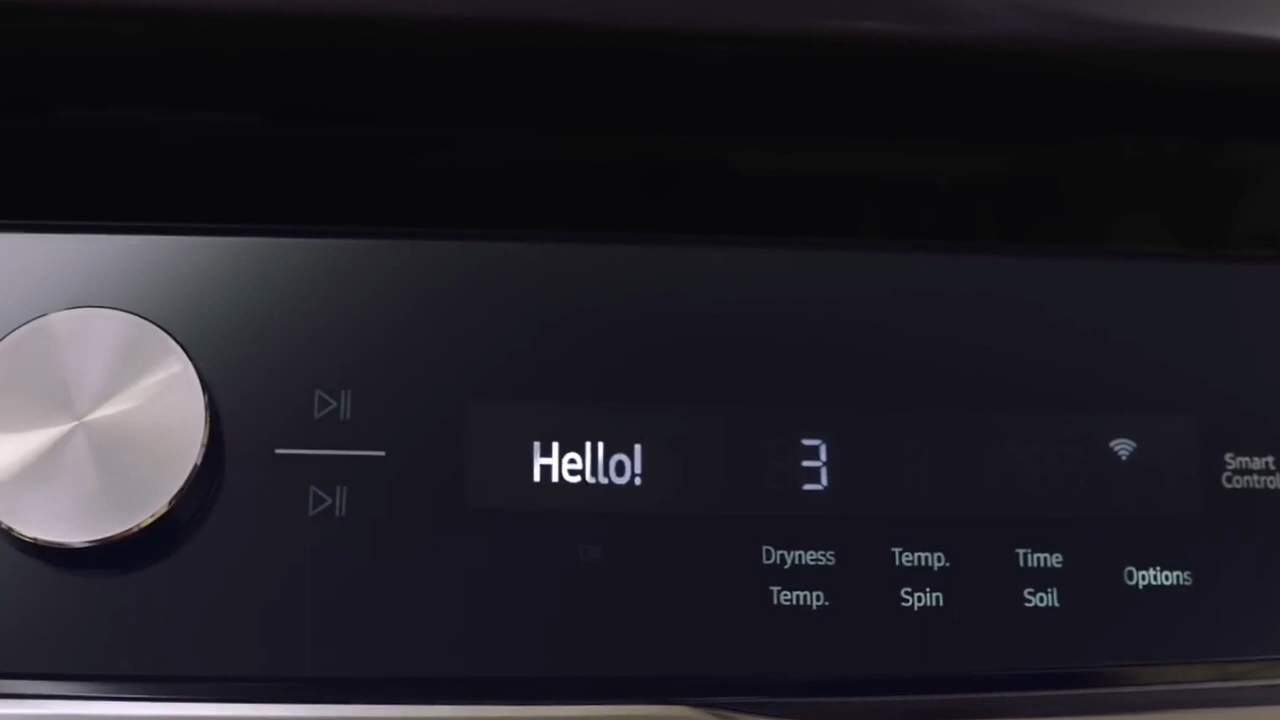 Hello!
3
Smart
Control
Dryness
Temp.
Time
Options
Temp.
Spin
Soil